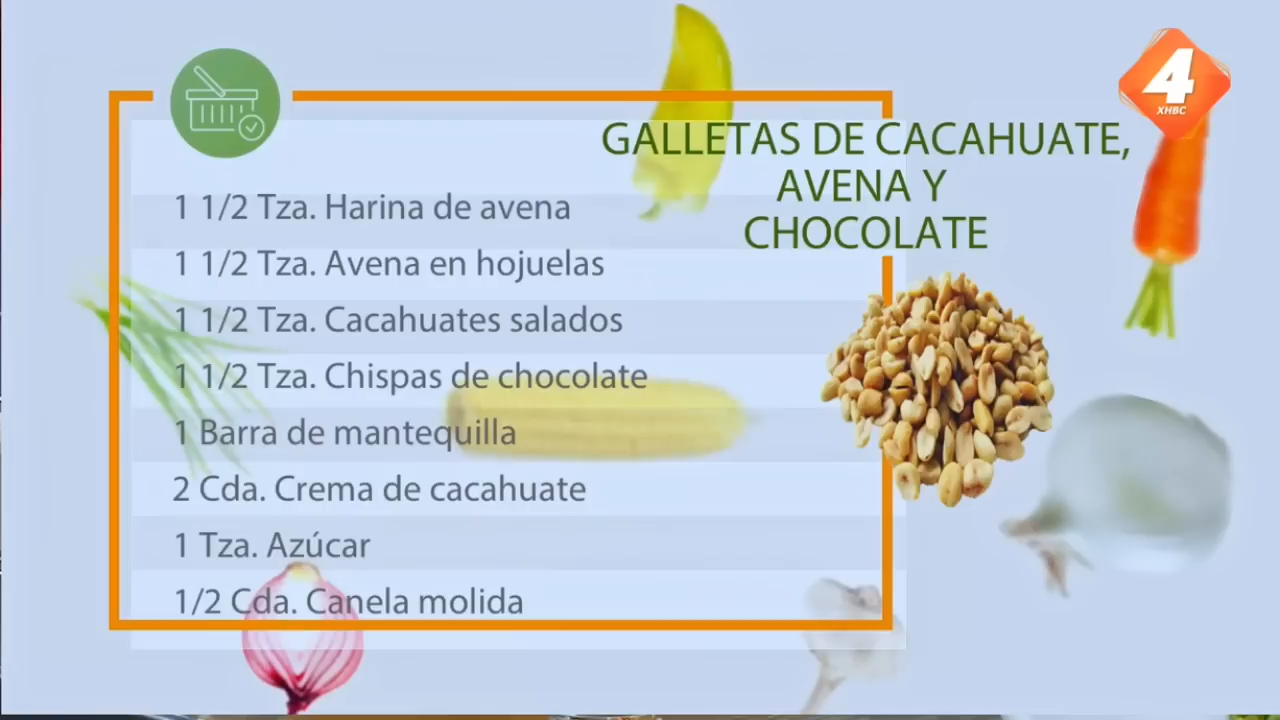 4
XHBC
GALLETAS DE CACAHUATE,
AVENA Y
CHOCOLATE
1 1/2 Tza. Harina de avena
1 1/2 Tza. Avena en hojuelas
1 1/2 Tza. Cacahuates salados
1 1/2 Tza. Chispas de chocolate
1 Barra de mantequilla
2 Cda. Crema de cacahuate
1 Tza. Azúcar
1/2 Cda. Canela molida